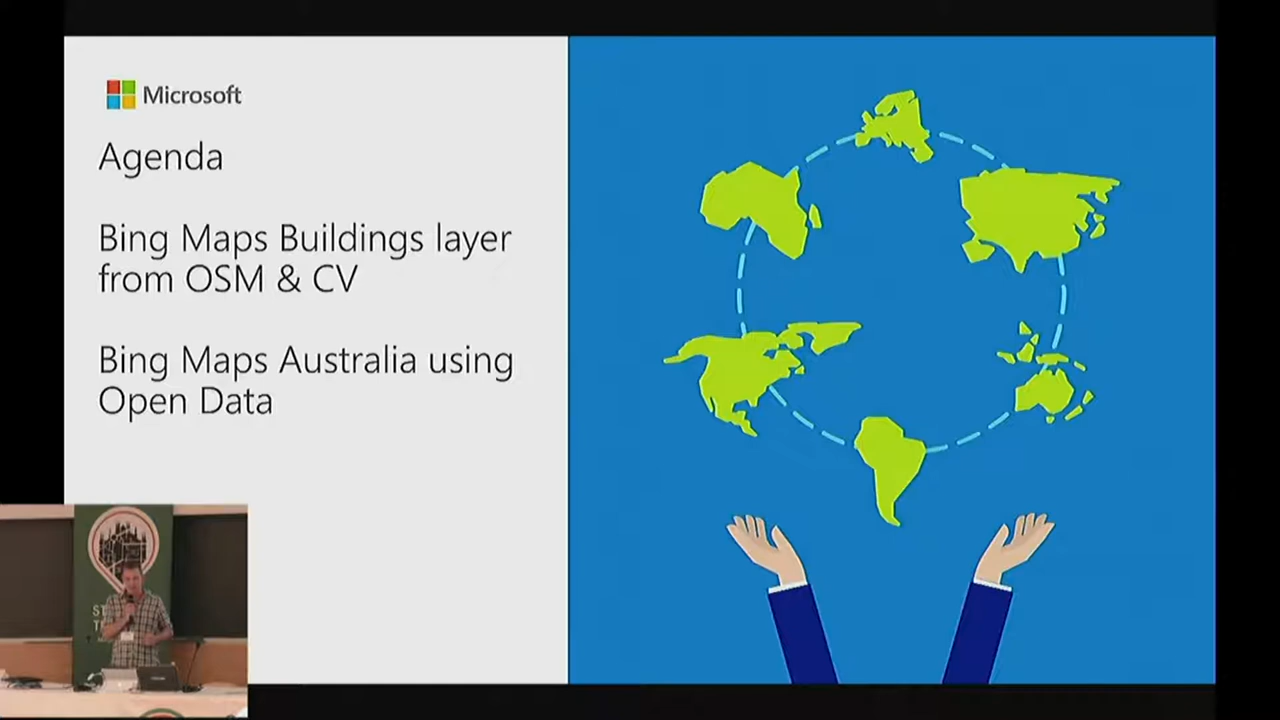 Microsoft
Agenda
Bing Maps Buildings layer
from OSM & CV
Bing Maps Australia using
Open Data